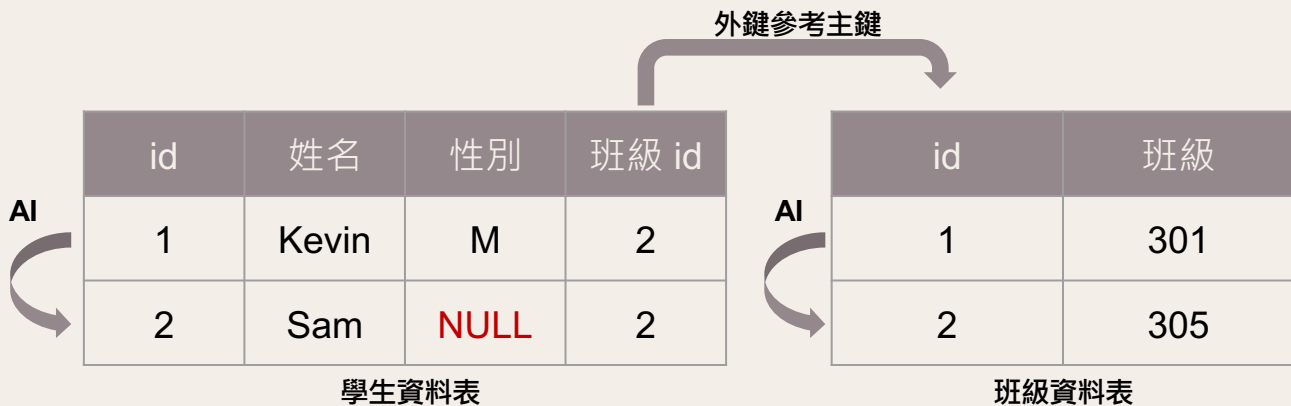 外鍵參考主鍵
id 姓名 性別 班級 id
AI
1 Kevin M 2
2 Sam NULL 2
學生資料表
id 班級
AI
1 301
2 305
班級資料表